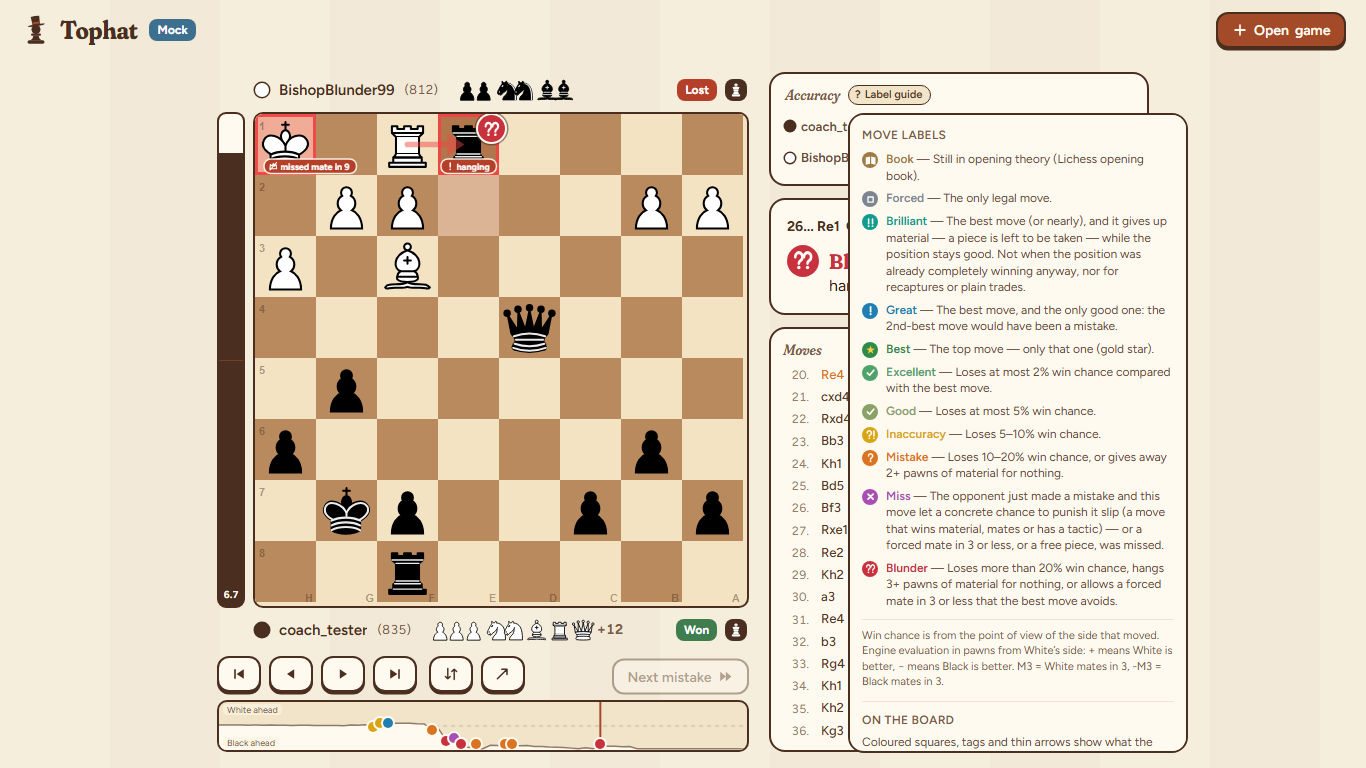 Tophat Mock
+ Open game
BishopBlunder99 (812)
Lost
1
missed mate in 9
! hanging
??
2
3
4
5
6
7
8
H G F E D C B A
6.7
coach_tester (835)
+12
Won
Next mistake
White ahead
Black ahead
Accuracy
? Label guide
coach_t
BishopB
26... Re1
??
Bl
han
Moves
20. Re4
21. cxd4
22. Rxd4
23. Bb3
24. Kh1
25. Bd5
26. Bf3
27. Rxe1
28. Re2
29. Kh2
30. a3
31. Re4
32. b3
33. Rg4
34. Kh1
35. Kh2
36. Kg3
MOVE LABELS
Book — Still in opening theory (Lichess opening
book).
Forced — The only legal move.
!! Brilliant — The best move (or nearly), and it gives up
material — a piece is left to be taken — while the
position stays good. Not when the position was
already completely winning anyway, nor for
recaptures or plain trades.
! Great — The best move, and the only good one: the
2nd-best move would have been a mistake.
Best — The top move — only that one (gold star).
Excellent — Loses at most 2% win chance compared
with the best move.
Good — Loses at most 5% win chance.
?! Inaccuracy — Loses 5–10% win chance.
? Mistake — Loses 10–20% win chance, or gives away
2+ pawns of material for nothing.
Miss — The opponent just made a mistake and this
move let a concrete chance to punish it slip (a move
that wins material, mates or has a tactic) — or a
forced mate in 3 or less, or a free piece, was missed.
?? Blunder — Loses more than 20% win chance, hangs
3+ pawns of material for nothing, or allows a forced
mate in 3 or less that the best move avoids.
Win chance is from the point of view of the side that moved.
Engine evaluation in pawns from White's side: + means White is
better, − means Black is better. M3 = White mates in 3, -M3 =
Black mates in 3.
ON THE BOARD
Coloured squares, tags and thin arrows show what the